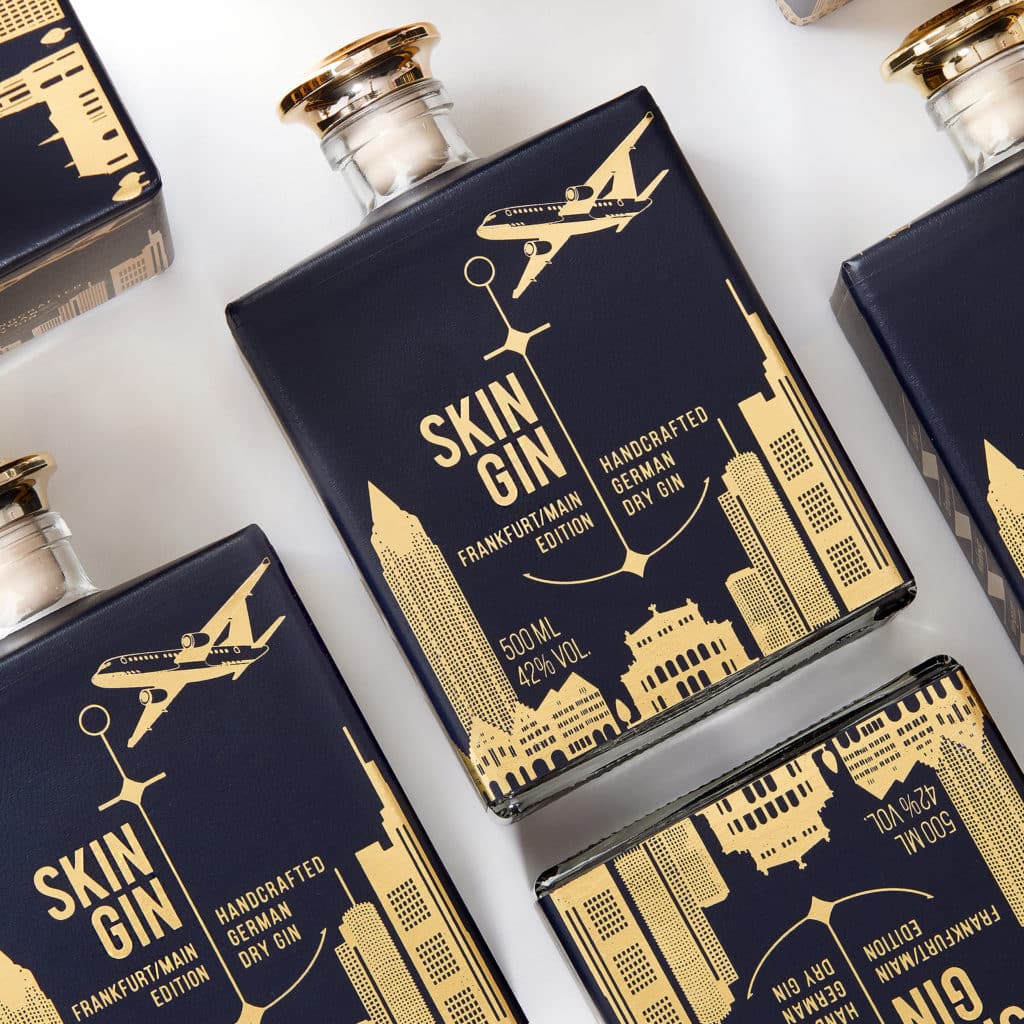 SKIN
GIN
FRANKFURT/MAIN
EDITION
HANDCRAFTED
GERMAN
DRY GIN
500 ML
42% VOL.
SKIN
GIN
FRANKFURT/MAIN
EDITION
HANDCRAFTED
GERMAN
DRY GIN
500 ML
42% VOL.
FRANKFURT/MAIN
EDITION
GERMAN
DRY GIN
GIN